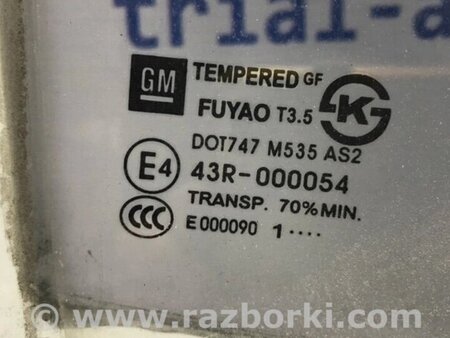 trial-a
GM TEMPERED GF
FUYAO T3.5
DOT747 M535 AS2
E4 43R-000054
TRANSP. 70%MIN.
CCC E000090 1 ····
© www.razborki.com